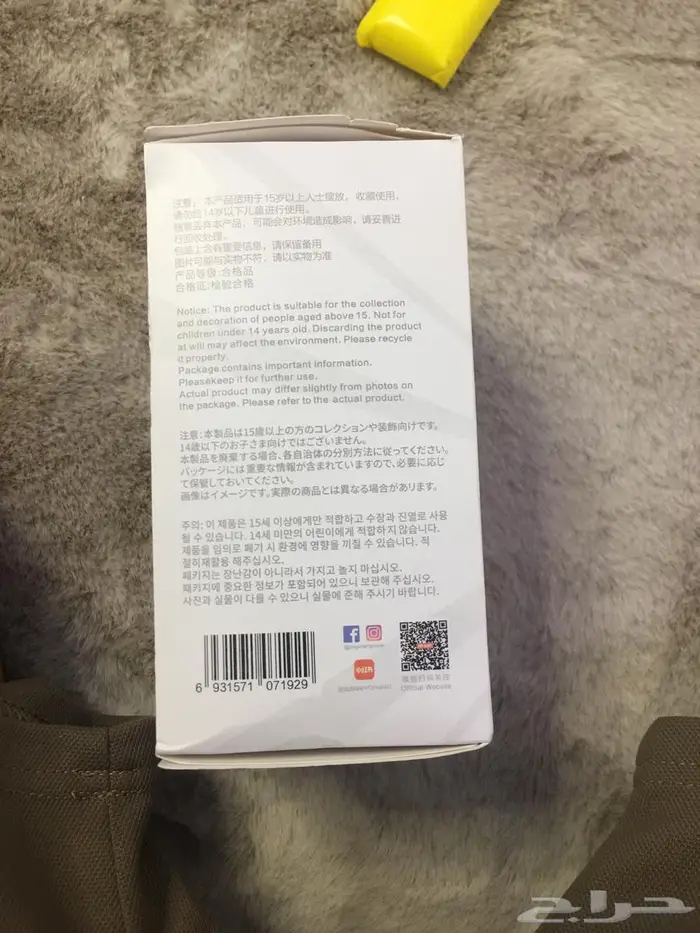 注意: 本产品适用于15岁以上人士摆放，收藏使用，
请勿给14岁以下儿童进行使用。
随意丢弃本产品，可能会对环境造成影响，请妥善进
行回收处理。
包装上含有重要信息，请保留备用
图片可能与实物不符，请以实物为准
产品等级:合格品
合格证:检验合格
Notice: The product is suitable for the collection
and decoration of people aged above 15. Not for
children under 14 years old. Discarding the product
at will may affect the environment. Please recycle
it properly.
Package contains important information.
Pleasekeep it for further use.
Actual product may differ slightly from photos on
the package. Please refer to the actual product.
注意:本製品は15歳以上の方のコレクションや装飾向けです。
14歳以下のお子さま向けではございません。
本製品を廃棄する場合、各自治体の分別方法に従ってください。
パッケージには重要な情報が含まれていますので、必要に応じ
て保管しておいてください。
画像はイメージです。実際の商品とは異なる場合があリます。
주의: 이 제품은 15세 이상에게만 적합하고 수장과 진열로 사용
될 수 있습니다. 14세 미만의 어린이에게 적합하지 않습니다.
제품을 임의로 폐기 시 환경에 영향을 끼칠 수 있습니다. 적
절히재활용 해주십시오.
패키지는 장난감이 아니라서 가지고 놀지 마십시오.
패키지에 중요한 정보가 포함되어 있으니 보관해 주십시오.
사진과 실물이 다를 수 있으니 실물에 준해 주시기 바랍니다.
6 931571 071929
Official Website
حراج